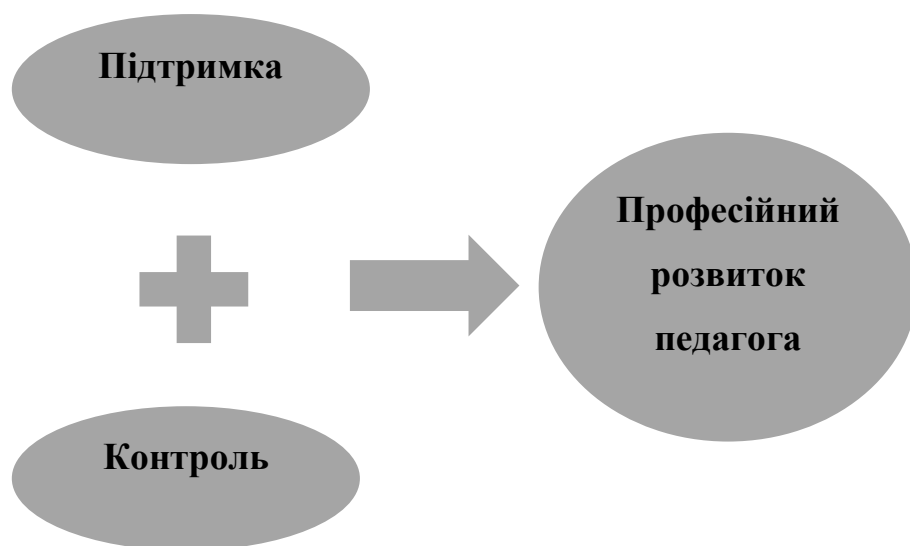 Підтримка
Професійний
розвиток
педагога
Контроль